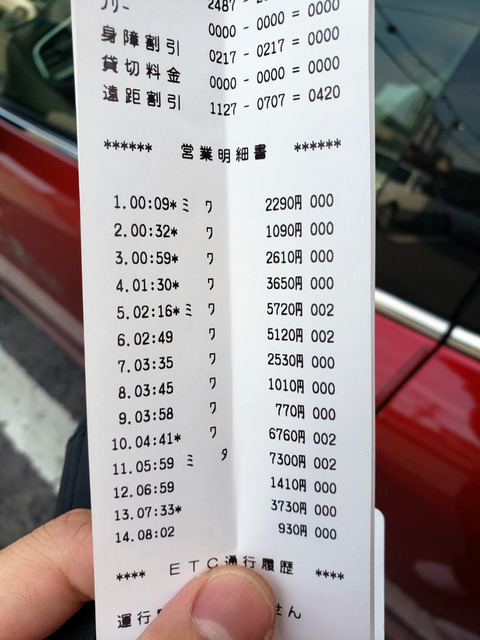 フリー 2487 -
身障割引 0000 - 0000 = 0000
貸切料金 0217 - 0217 = 0000
遠距割引 0000 - 0000 = 0000
1127 - 0707 = 0420
****** 営業明細書 ******
1.00:09*ミ ワ 2290円 000
2.00:32* ワ 1090円 000
3.00:59* ワ 2610円 000
4.01:30* ワ 3650円 000
5.02:16*ミ ワ 5720円 002
6.02:49 ワ 5120円 002
7.03:35 ワ 2530円 000
8.03:45 ワ 1010円 000
9.03:58 ワ 770円 000
10.04:41* ワ 6760円 002
11.05:59 ミ タ 7300円 002
12.06:59 1410円 000
13.07:33* 3730円 000
14.08:02 930円 000
**** ETC通行履歴 ****
運行 せん